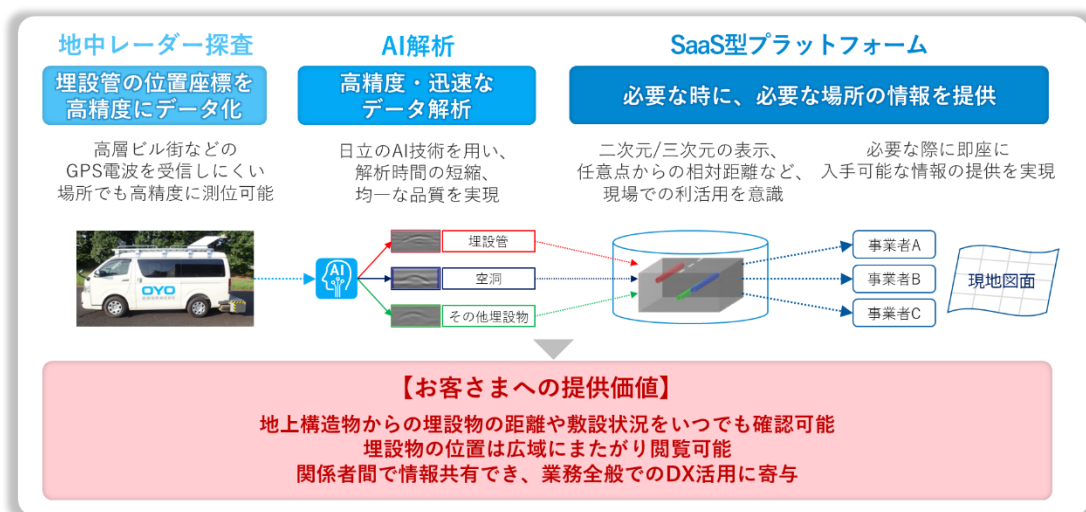 地中レーダー探査
埋設管の位置座標を
高精度にデータ化
高層ビル街などの
GPS電波を受信しにくい
場所でも高精度に測位可能
OYO
AI解析
高精度・迅速な
データ解析
日立のAI技術を用い、
解析時間の短縮、
均一な品質を実現
AI
埋設管
空洞
その他埋設物
SaaS型プラットフォーム
必要な時に、必要な場所の情報を提供
二次元/三次元の表示、
任意点からの相対距離など、
現場での利活用を意識
必要な際に即座に
入手可能な情報の提供を実現
事業者A
事業者B
事業者C
現地図面
【お客さまへの提供価値】
地上構造物からの埋設物の距離や敷設状況をいつでも確認可能
埋設物の位置は広域にまたがり閲覧可能
関係者間で情報共有でき、業務全般でのDX活用に寄与